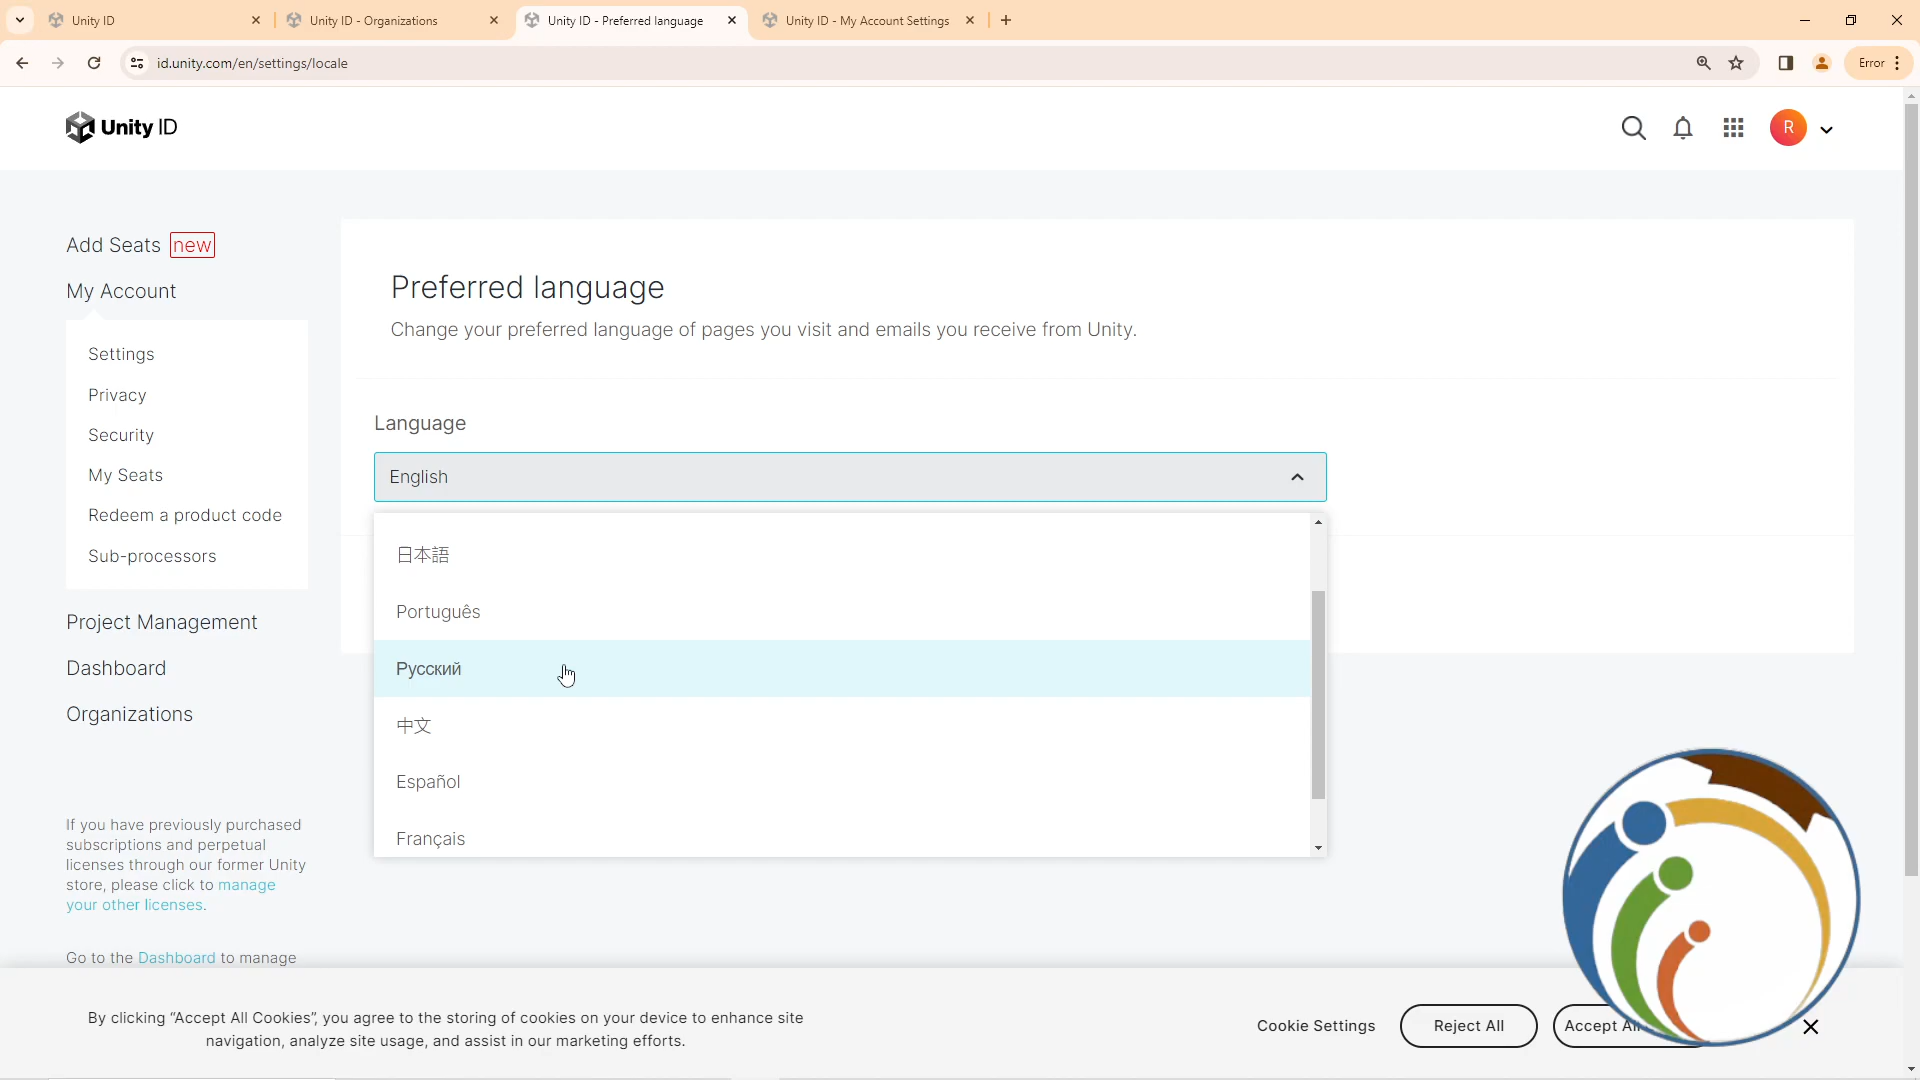 Unity ID
Unity ID - Organizations
Unity ID - Preferred language
Unity ID - My Account Settings
id.unity.com/en/settings/locale
Error
Unity ID
R
Add Seats new
My Account
Settings
Privacy
Security
My Seats
Redeem a product code
Sub-processors
Project Management
Dashboard
Organizations
If you have previously purchased
subscriptions and perpetual
licenses through our former Unity
store, please click to manage
your other licenses.
Go to the Dashboard to manage
Preferred language
Change your preferred language of pages you visit and emails you receive from Unity.
Language
English
日本語
Português
Русский
中文
Español
Français
By clicking “Accept All Cookies”, you agree to the storing of cookies on your device to enhance site
navigation, analyze site usage, and assist in our marketing efforts.
Cookie Settings
Reject All
Accept All